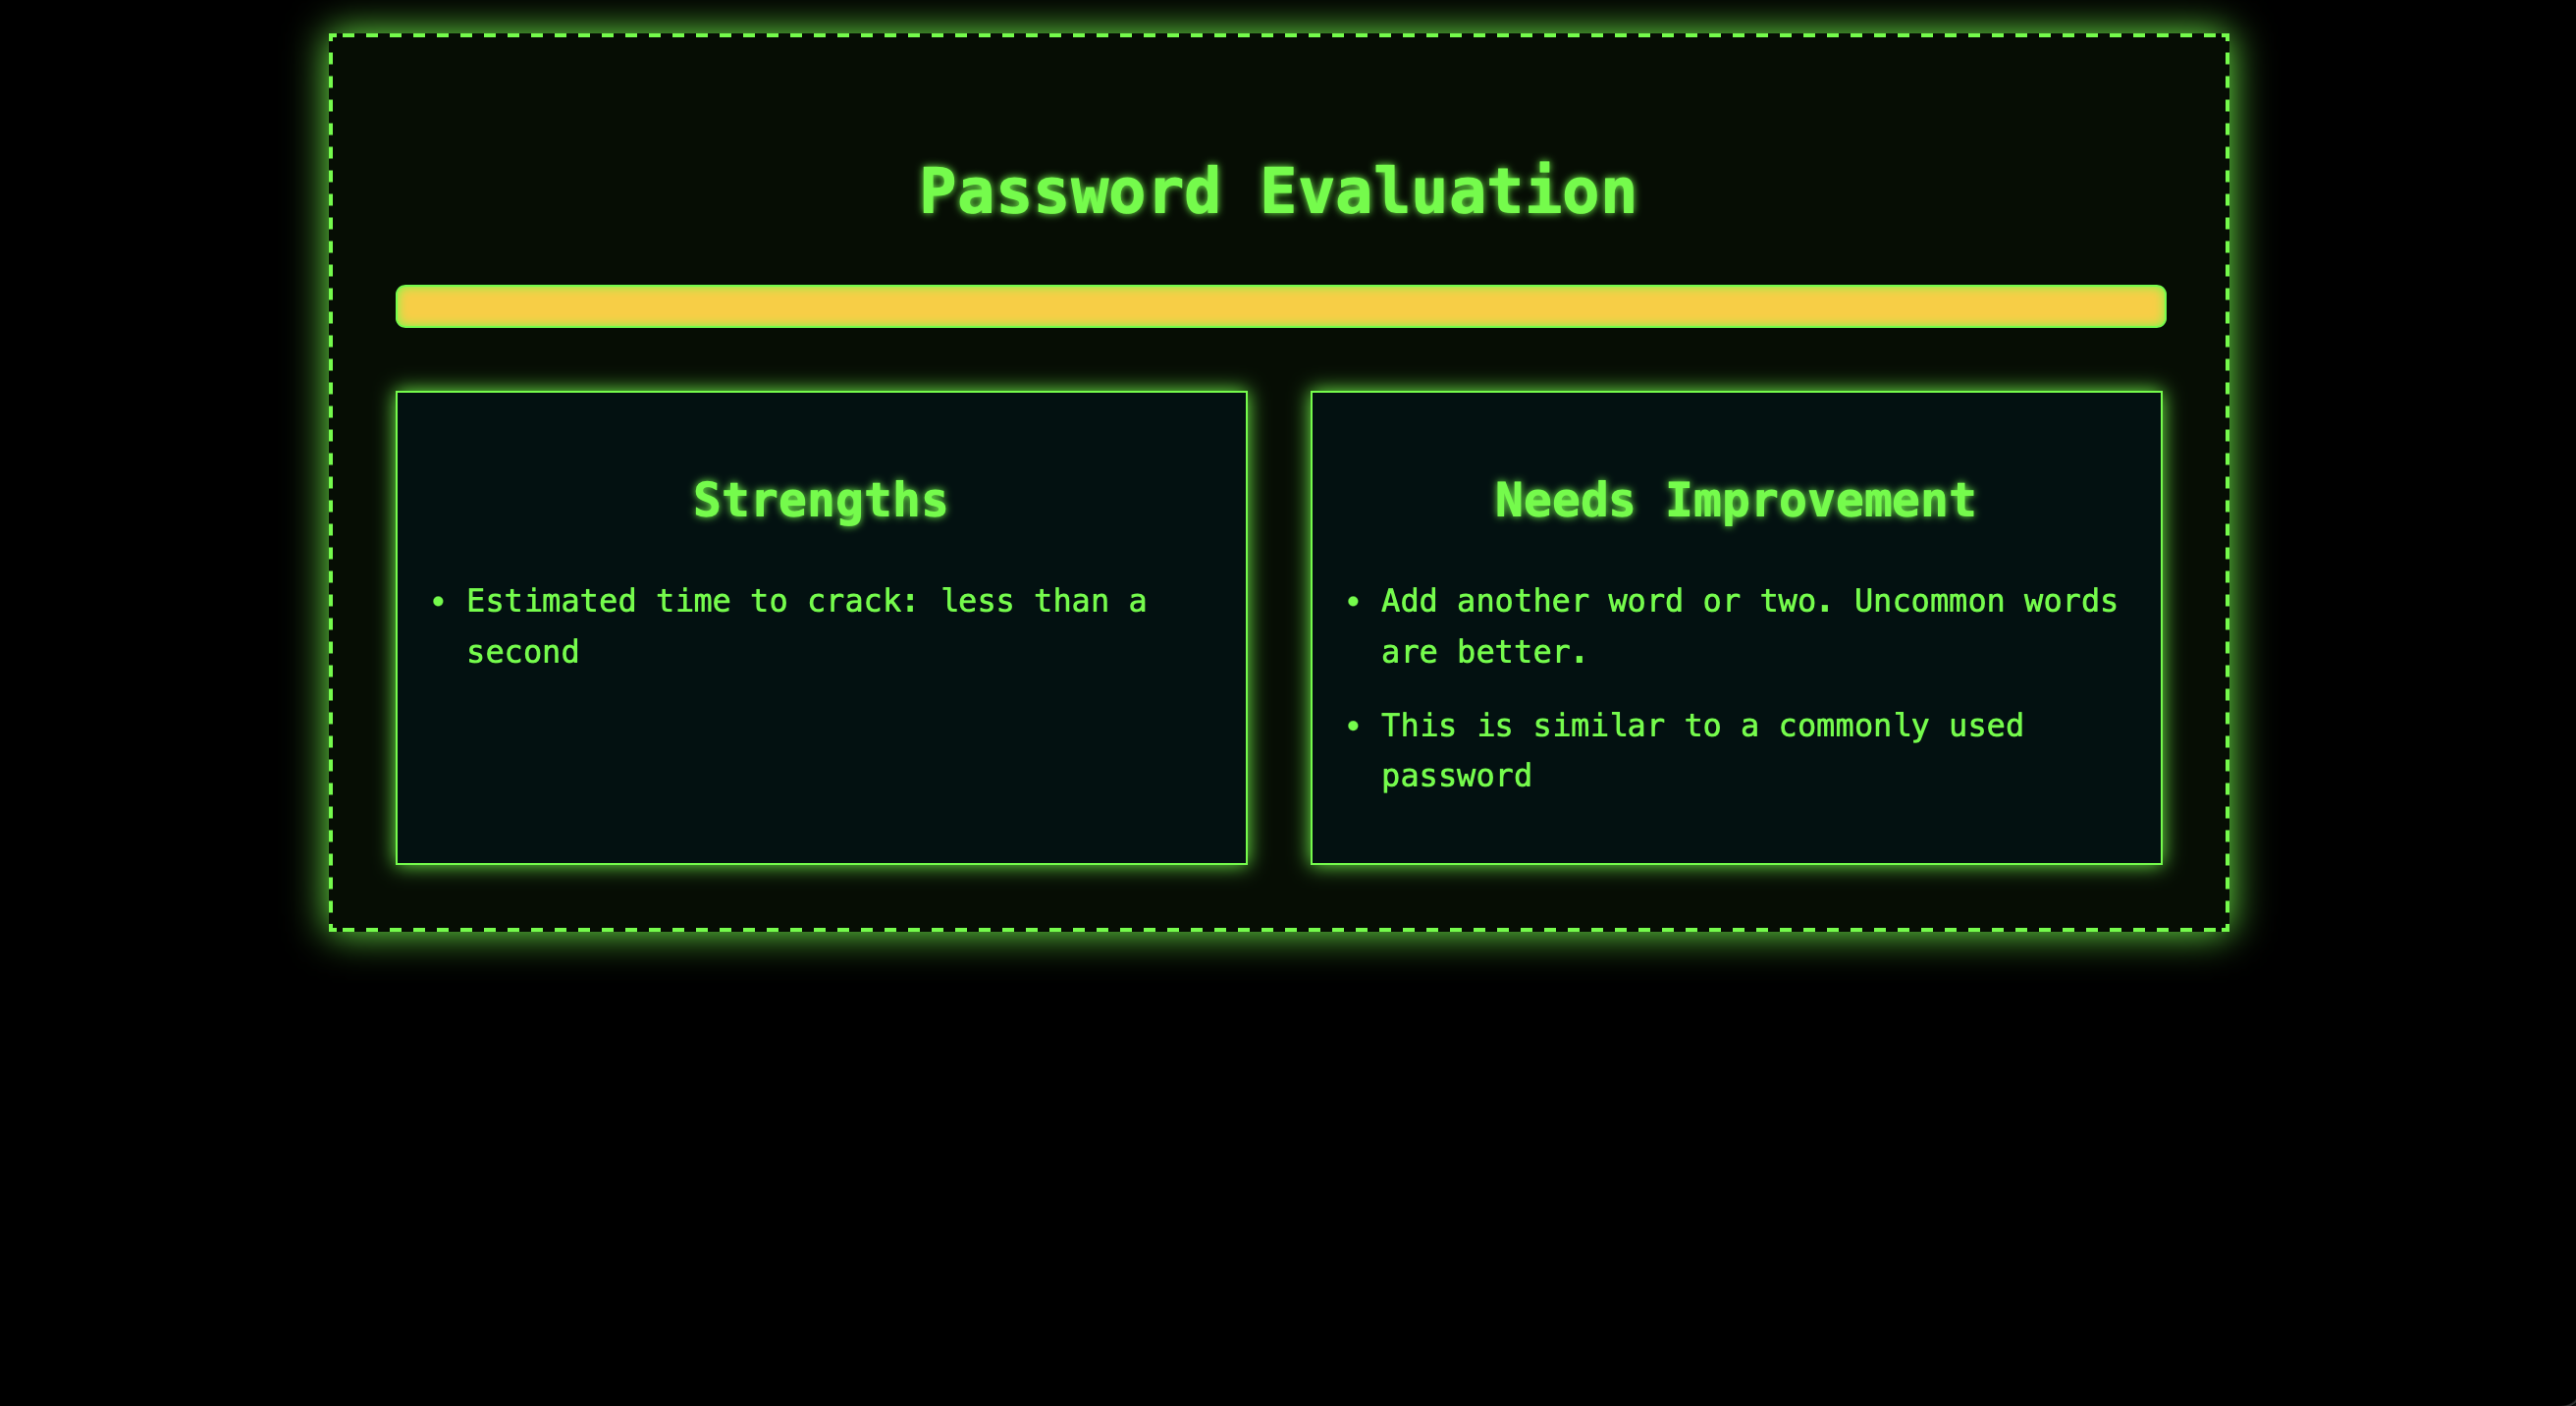 Password Evaluation
Strengths
• Estimated time to crack: less than a
second
Needs Improvement
• Add another word or two. Uncommon words
are better.
• This is similar to a commonly used
password